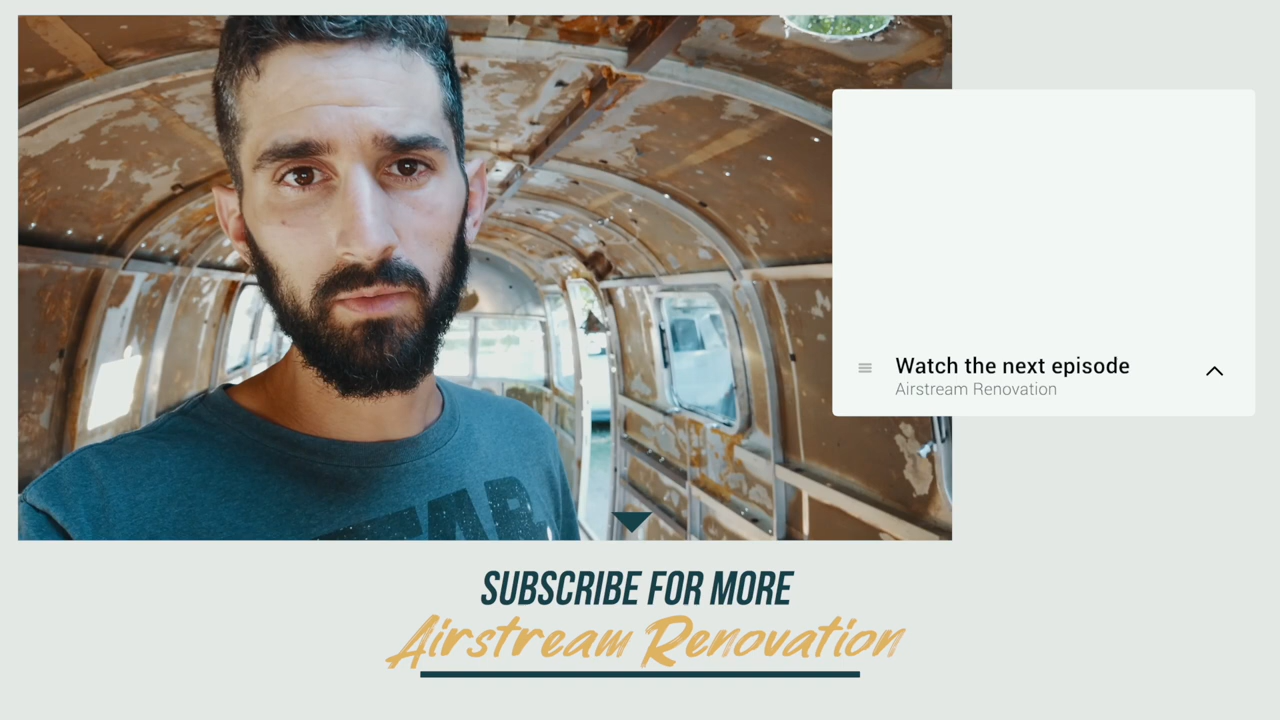 Watch the next episode
Airstream Renovation
SUBSCRIBE FOR MORE
Airstream Renovation